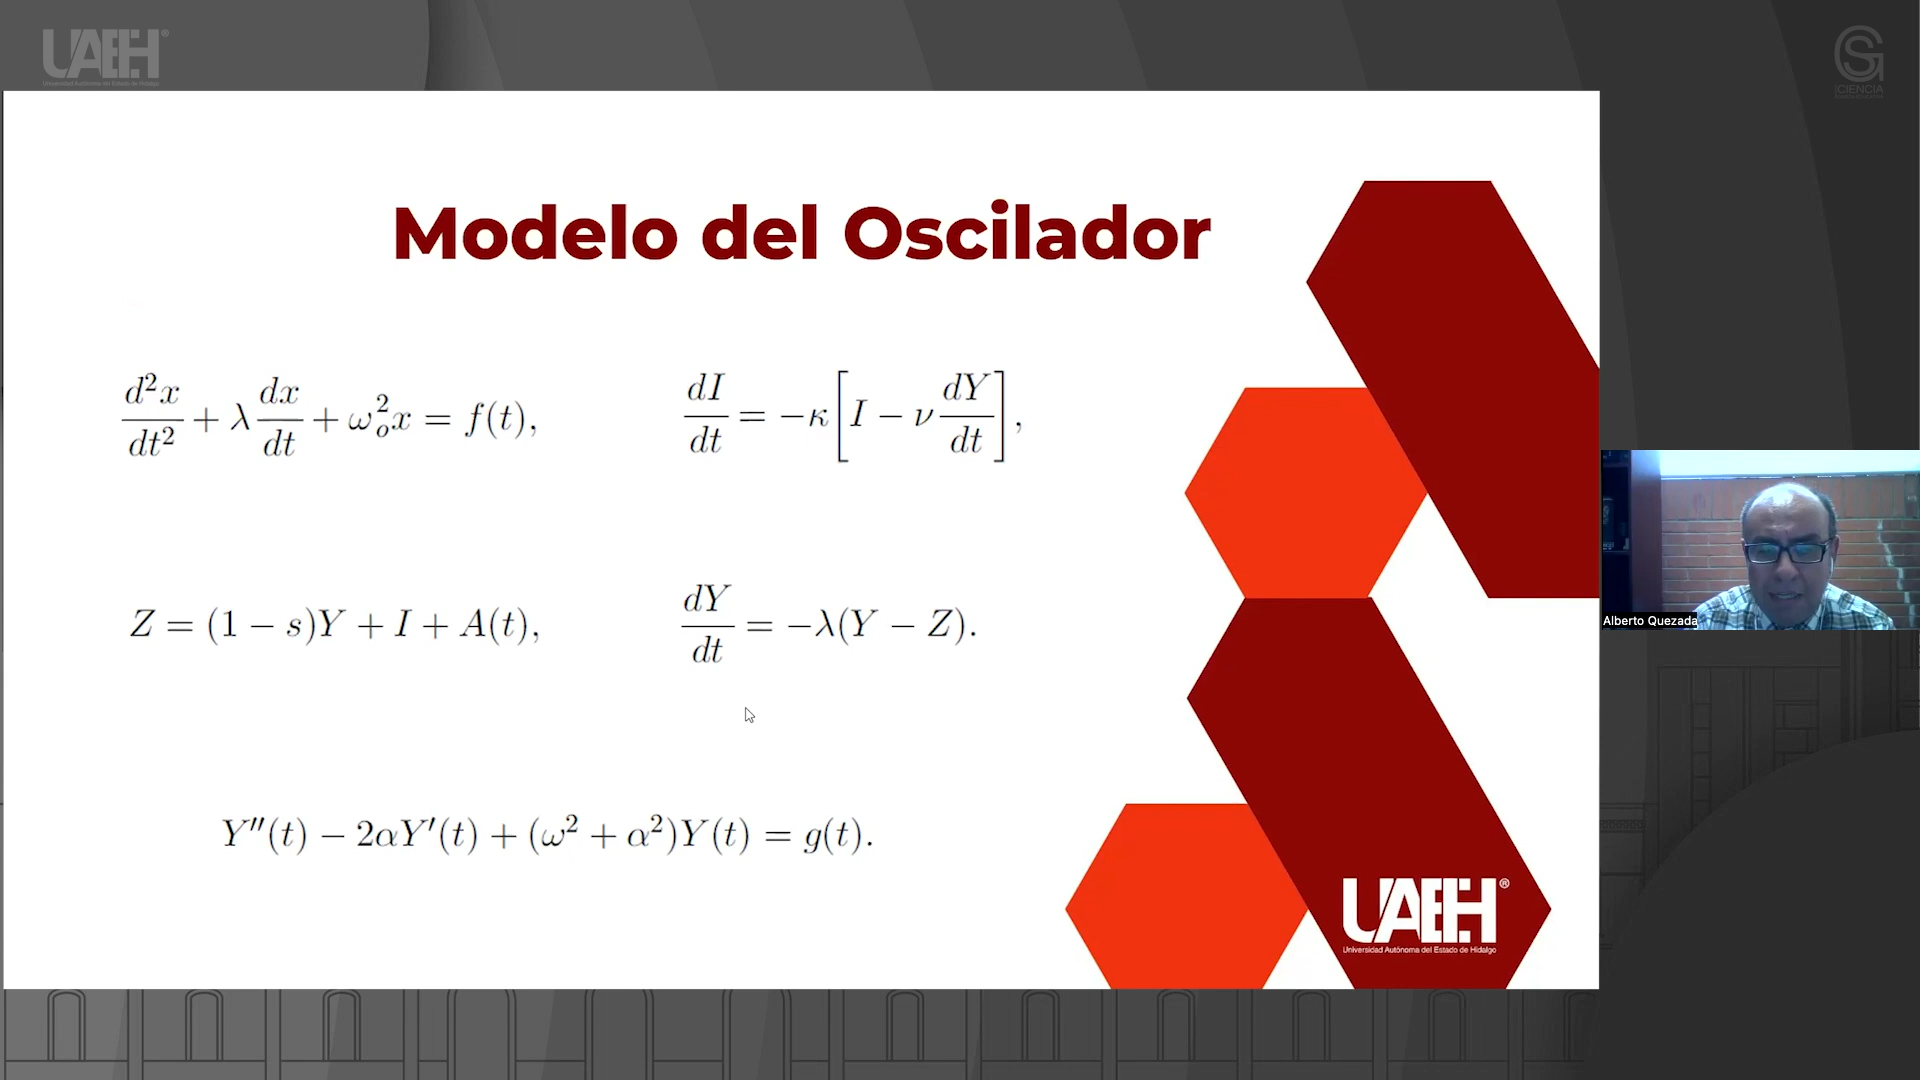 UAEH®
Universidad Autónoma del Estado de Hidalgo
CIENCIA
Modelo del Oscilador
d²x/dt² + λ dx/dt + ωₒ²x = f(t),
dI/dt = −κ[I − ν dY/dt],
Z = (1 − s)Y + I + A(t),
dY/dt = −λ(Y − Z).
Y″(t) − 2αY′(t) + (ω² + α²)Y(t) = g(t).
Alberto Quezada
UAEH®
Universidad Autónoma del Estado de Hidalgo